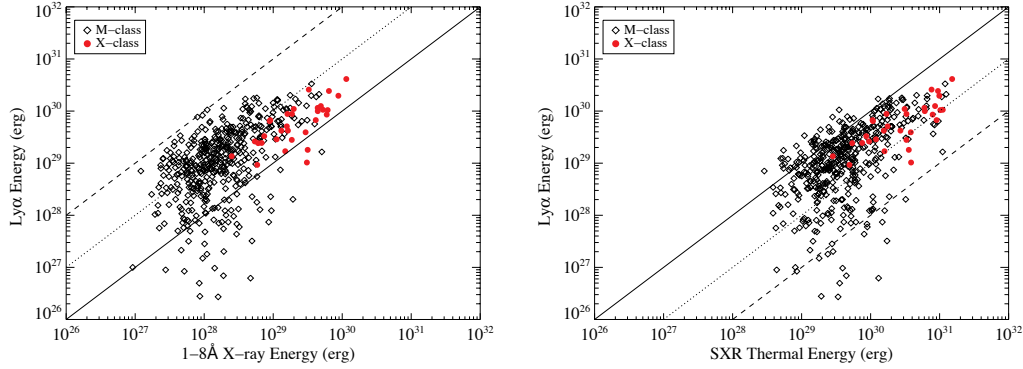 10^32
10^31
10^30
10^29
10^28
10^27
10^26
Lyα Energy (erg)
M−class
X−class
10^26 10^27 10^28 10^29 10^30 10^31 10^32
1−8Å X−ray Energy (erg)
10^32
10^31
10^30
10^29
10^28
10^27
10^26
Lyα Energy (erg)
M−class
X−class
10^26 10^27 10^28 10^29 10^30 10^31 10^32
SXR Thermal Energy (erg)